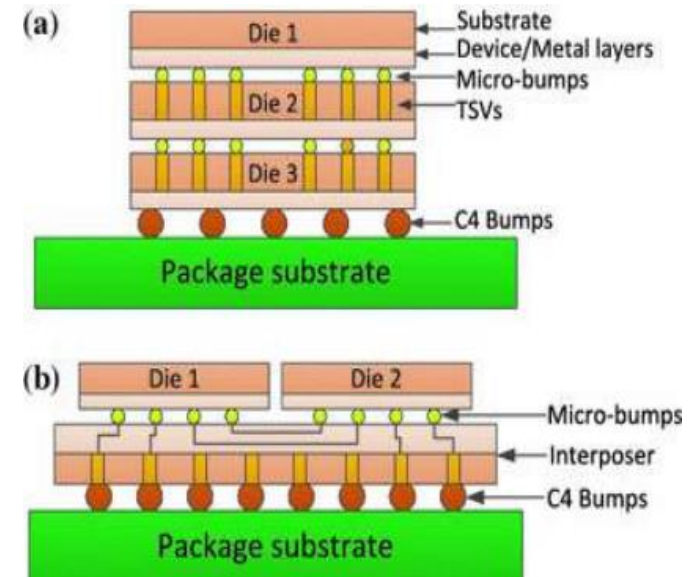 (a)
Die 1
Substrate
Device/Metal layers
Micro-bumps
Die 2
TSVs
Die 3
C4 Bumps
Package substrate
(b)
Die 1
Die 2
Micro-bumps
Interposer
C4 Bumps
Package substrate